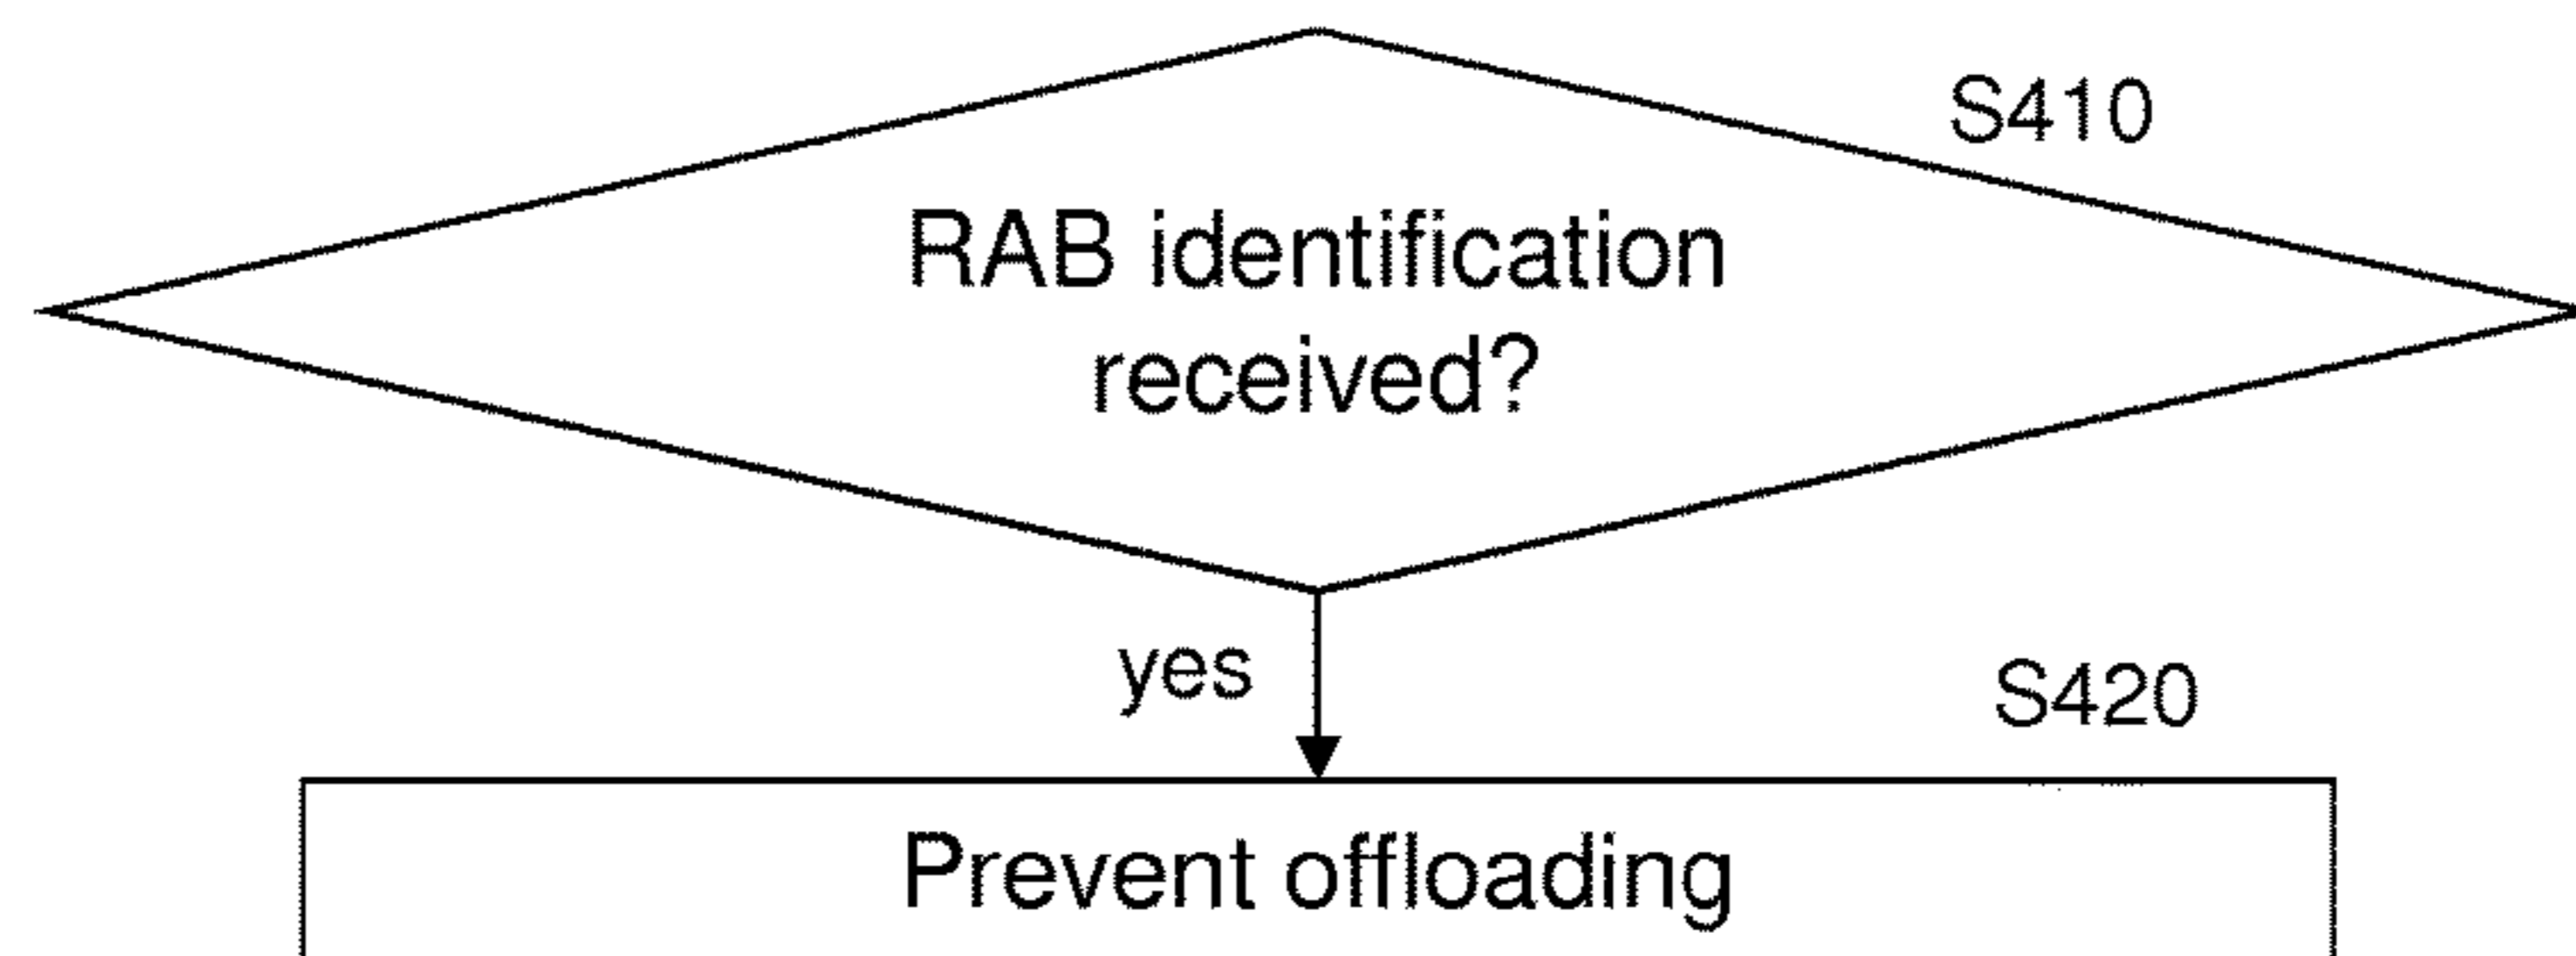 S410
RAB identification
received?
yes
S420
Prevent offloading